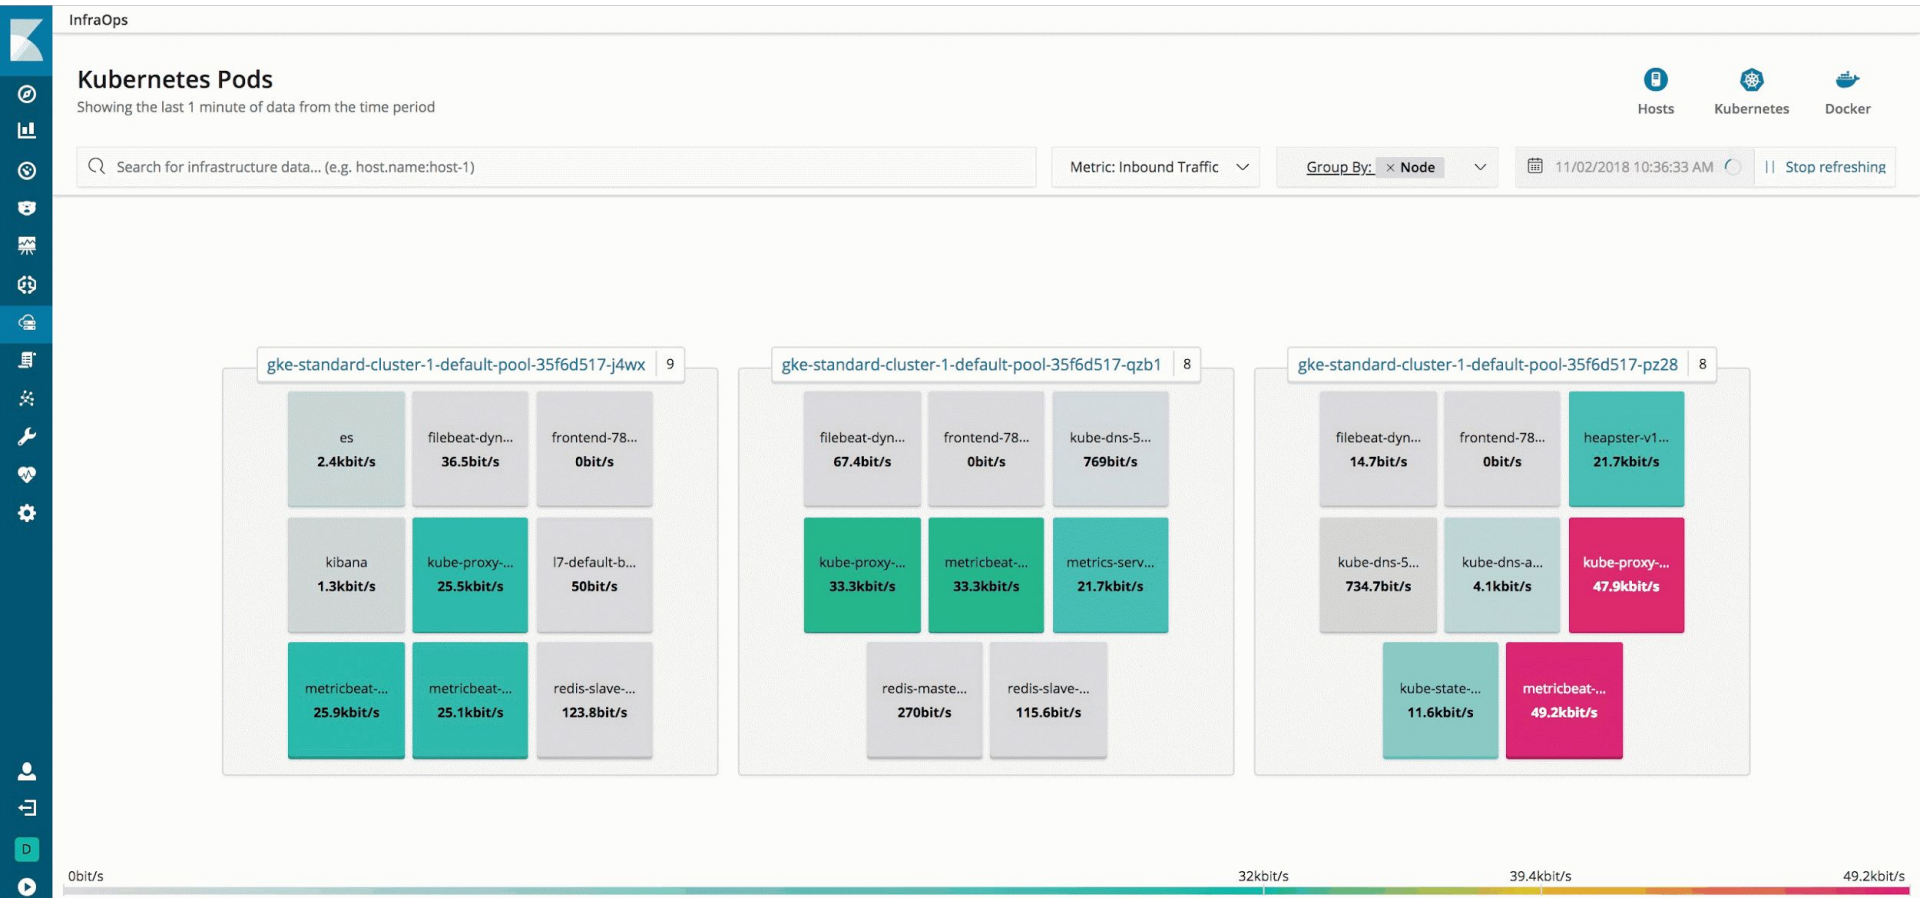 InfraOps
Kubernetes Pods
Showing the last 1 minute of data from the time period
Hosts
Kubernetes
Docker
Search for infrastructure data... (e.g. host.name:host-1)
Metric: Inbound Traffic
Group By: × Node
11/02/2018 10:36:33 AM
Stop refreshing
gke-standard-cluster-1-default-pool-35f6d517-j4wx 9
es
2.4kbit/s
filebeat-dyn...
36.5bit/s
frontend-78...
0bit/s
kibana
1.3kbit/s
kube-proxy-...
25.5kbit/s
l7-default-b...
50bit/s
metricbeat-...
25.9kbit/s
metricbeat-...
25.1kbit/s
redis-slave-...
123.8bit/s
gke-standard-cluster-1-default-pool-35f6d517-qzb1 8
filebeat-dyn...
67.4bit/s
frontend-78...
0bit/s
kube-dns-5...
769bit/s
kube-proxy-...
33.3kbit/s
metricbeat-...
33.3kbit/s
metrics-serv...
21.7kbit/s
redis-maste...
270bit/s
redis-slave-...
115.6bit/s
gke-standard-cluster-1-default-pool-35f6d517-pz28 8
filebeat-dyn...
14.7bit/s
frontend-78...
0bit/s
heapster-v1...
21.7kbit/s
kube-dns-5...
734.7bit/s
kube-dns-a...
4.1kbit/s
kube-proxy-...
47.9kbit/s
kube-state-...
11.6kbit/s
metricbeat-...
49.2kbit/s
D
0bit/s
32kbit/s
39.4kbit/s
49.2kbit/s